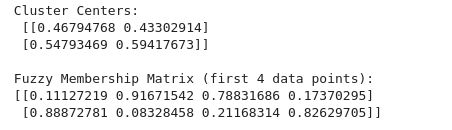 Cluster Centers:
[[0.46794768 0.43302914]
[0.54793469 0.59417673]]
Fuzzy Membership Matrix (first 4 data points):
[[0.11127219 0.91671542 0.78831686 0.17370295]
[0.88872781 0.08328458 0.21168314 0.82629705]]